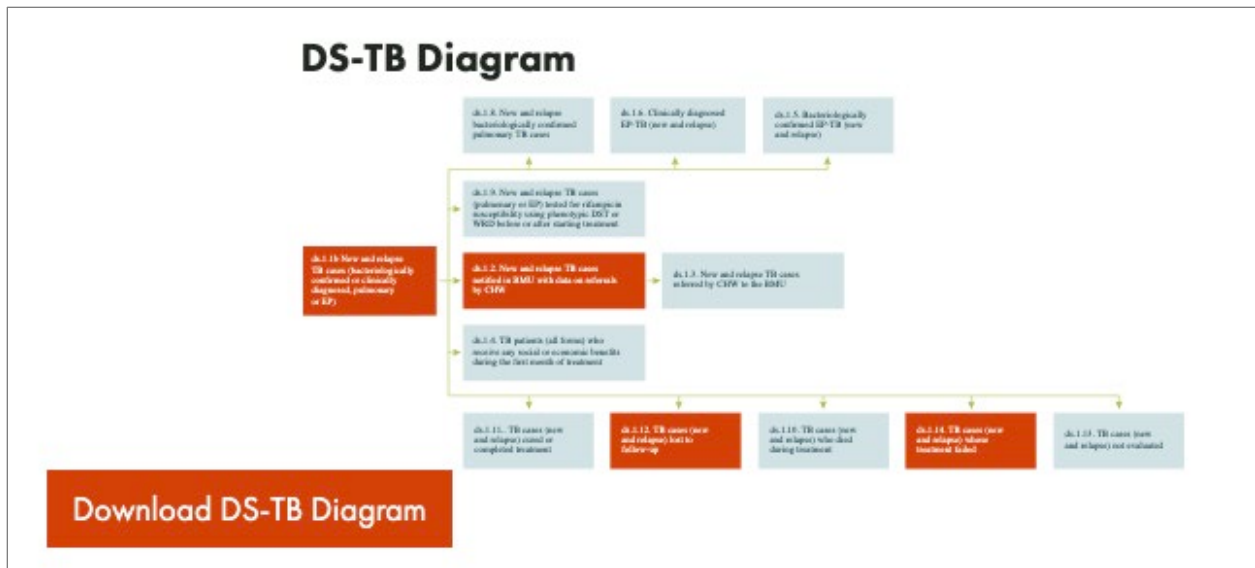 DS-TB Diagram
ds.1.8. New and relapse
bacteriologically confirmed
pulmonary TB cases
ds.1.6. Clinically diagnosed
EP-TB (new and relapse)
ds.1.5. Bacteriologically
confirmed EP-TB (new
and relapse)
ds.1.9. New and relapse TB cases
(pulmonary or EP) tested for rifampicin
susceptibility using phenotypic DST or
WRD before or after starting treatment
ds.1.1b New and relapse
TB cases (bacteriologically
confirmed or clinically
diagnosed, pulmonary
or EP)
ds.1.2. New and relapse TB cases
notified in BMU with data on referrals
by CHW
ds.1.3. New and relapse TB cases
referred by CHW to the BMU
ds.1.4. TB patients (all forms) who
receive any social or economic benefits
during the first month of treatment
ds.1.11. TB cases (new
and relapse) cured or
completed treatment
ds.1.12. TB cases (new
and relapse) lost to
follow-up
TB cases (new
and relapse) who died
during treatment
ds.1.14. TB cases (new
and relapse) whose
treatment failed
TB cases (new
and relapse) not evaluated
Download DS-TB Diagram